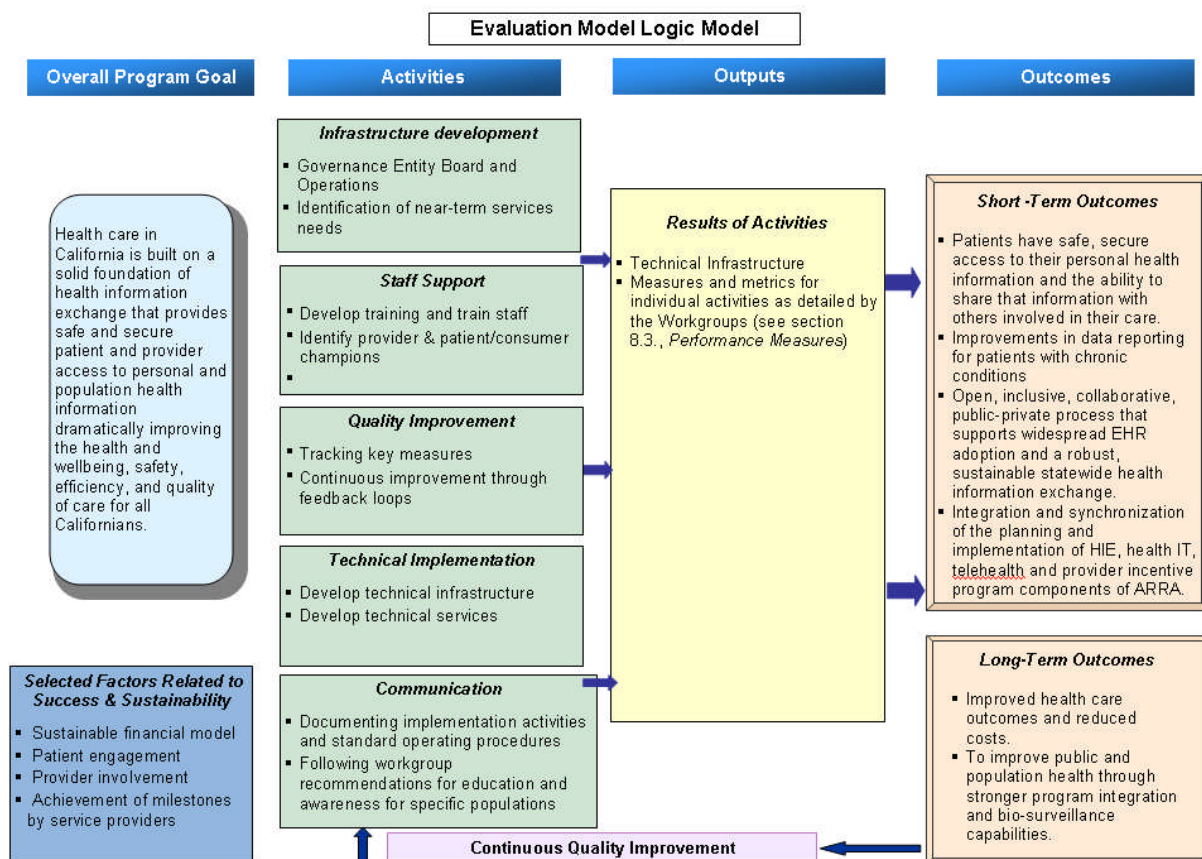 Evaluation Model Logic Model
Overall Program Goal
Health care in
California is built on a
solid foundation of
health information
exchange that provides
safe and secure
patient and provider
access to personal and
population health
information
dramatically improving
the health and
wellbeing, safety,
efficiency, and quality
of care for all
Californians.
Selected Factors Related to
Success & Sustainability
▪ Sustainable financial model
▪ Patient engagement
▪ Provider involvement
▪ Achievement of milestones
by service providers
Activities
Infrastructure development
▪ Governance Entity Board and
Operations
▪ Identification of near-term services
needs
Staff Support
▪ Develop training and train staff
▪ Identify provider & patient/consumer
champions
▪
Quality Improvement
▪ Tracking key measures
▪ Continuous improvement through
feedback loops
Technical Implementation
▪ Develop technical infrastructure
▪ Develop technical services
Communication
▪ Documenting implementation activities
and standard operating procedures
▪ Following workgroup
recommendations for education and
awareness for specific populations
Outputs
Results of Activities
▪ Technical Infrastructure
▪ Measures and metrics for
individual activities as detailed by
the Workgroups (see section
8.3., Performance Measures)
Outcomes
Short -Term Outcomes
▪ Patients have safe, secure
access to their personal health
information and the ability to
share that information with
others involved in their care.
▪ Improvements in data reporting
for patients with chronic
conditions
▪ Open, inclusive, collaborative,
public-private process that
supports widespread EHR
adoption and a robust,
sustainable statewide health
information exchange.
▪ Integration and synchronization
of the planning and
implementation of HIE, health IT,
telehealth and provider incentive
program components of ARRA.
Long-Term Outcomes
▪ Improved health care
outcomes and reduced
costs.
▪ To improve public and
population health through
stronger program integration
and bio-surveillance
capabilities.
Continuous Quality Improvement